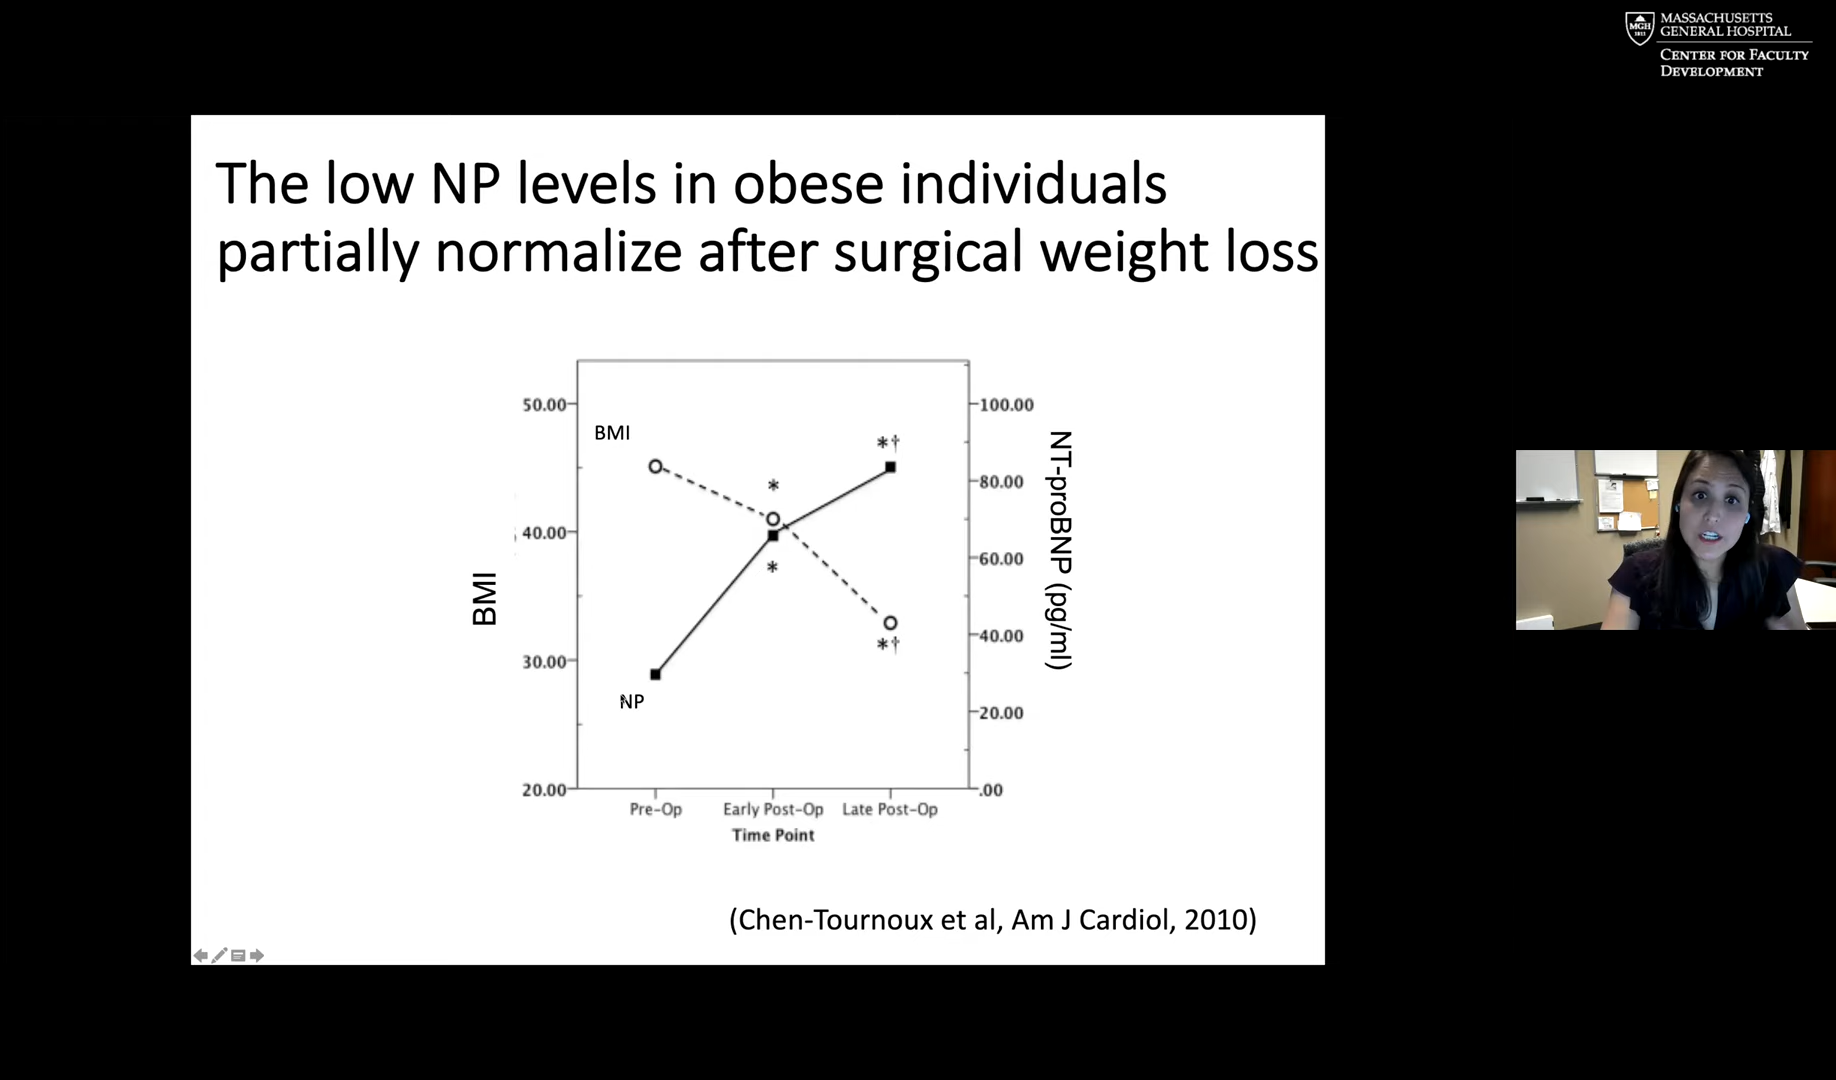 MASSACHUSETTS
GENERAL HOSPITAL
CENTER FOR FACULTY
DEVELOPMENT
MGH
1811
The low NP levels in obese individuals
partially normalize after surgical weight loss
50.00
40.00
30.00
20.00
BMI
BMI
NP
*
*
*†
*†
100.00
80.00
60.00
40.00
20.00
.00
NT-proBNP (pg/ml)
Pre-Op
Early Post-Op
Late Post-Op
Time Point
(Chen-Tournoux et al, Am J Cardiol, 2010)